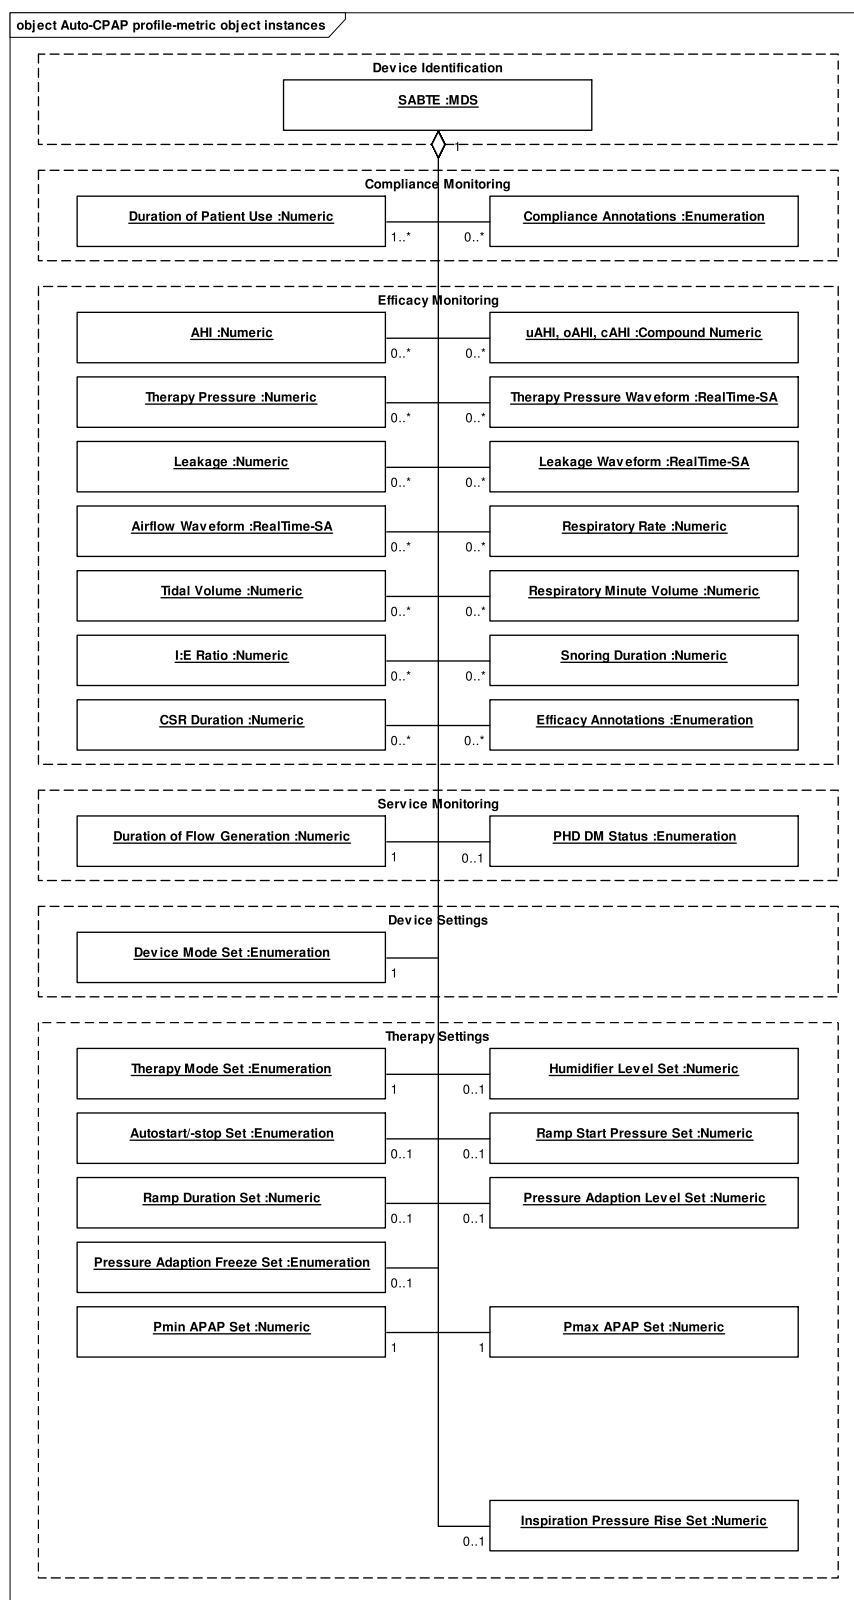 object Auto-CPAP profile-metric object instances
Device Identification
SABTE :MDS
1
Compliance Monitoring
Duration of Patient Use :Numeric
Compliance Annotations :Enumeration
1..*
0..*
Efficacy Monitoring
AHI :Numeric
uAHI, oAHI, cAHI :Compound Numeric
0..*
0..*
Therapy Pressure :Numeric
Therapy Pressure Waveform :RealTime-SA
0..*
0..*
Leakage :Numeric
Leakage Waveform :RealTime-SA
0..*
0..*
Airflow Waveform :RealTime-SA
Respiratory Rate :Numeric
0..*
0..*
Tidal Volume :Numeric
Respiratory Minute Volume :Numeric
0..*
0..*
I:E Ratio :Numeric
Snoring Duration :Numeric
0..*
0..*
CSR Duration :Numeric
Efficacy Annotations :Enumeration
0..*
0..*
Service Monitoring
Duration of Flow Generation :Numeric
PHD DM Status :Enumeration
1
0..1
Device Settings
Device Mode Set :Enumeration
1
Therapy Settings
Therapy Mode Set :Enumeration
Humidifier Level Set :Numeric
1
0..1
Autostart/-stop Set :Enumeration
Ramp Start Pressure Set :Numeric
0..1
0..1
Ramp Duration Set :Numeric
Pressure Adaption Level Set :Numeric
0..1
0..1
Pressure Adaption Freeze Set :Enumeration
0..1
Pmin APAP Set :Numeric
Pmax APAP Set :Numeric
1
1
Inspiration Pressure Rise Set :Numeric
0..1